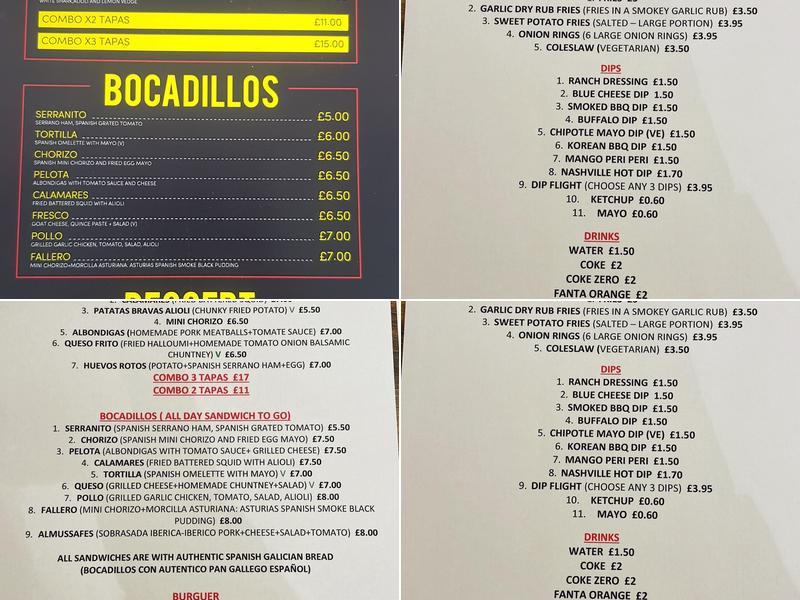 WHITE SHARK,ALIOLI AND LEMON WEDGE
COMBO X2 TAPAS £11.00
COMBO X3 TAPAS £15.00
BOCADILLOS
SERRANITO £5.00
SERRANO HAM, SPANISH GRATED TOMATO
TORTILLA £6.00
SPANISH OMELETTE WITH MAYO (V)
CHORIZO £6.50
SPANISH MINI CHORIZO AND FRIED EGG MAYO
PELOTA £6.50
ALBONDIGAS WITH TOMATO SAUCE AND CHEESE
CALAMARES £6.50
FRIED BATTERED SQUID WITH ALIOLI
FRESCO £6.50
GOAT CHEESE, QUINCE PASTE + SALAD (V)
POLLO £7.00
GRILLED GARLIC CHICKEN, TOMATO, SALAD, ALIOLI
FALLERO £7.00
MINI CHORIZO+MORCILLA ASTURIANA: ASTURIAS SPANISH SMOKE BLACK PUDDING
DESSERT
2. GARLIC DRY RUB FRIES (FRIES IN A SMOKEY GARLIC RUB) £3.50
3. SWEET POTATO FRIES (SALTED – LARGE PORTION) £3.95
4. ONION RINGS (6 LARGE ONION RINGS) £3.95
5. COLESLAW (VEGETARIAN) £3.50
DIPS
1. RANCH DRESSING £1.50
2. BLUE CHEESE DIP 1.50
3. SMOKED BBQ DIP £1.50
4. BUFFALO DIP £1.50
5. CHIPOTLE MAYO DIP (VE) £1.50
6. KOREAN BBQ DIP £1.50
7. MANGO PERI PERI £1.50
8. NASHVILLE HOT DIP £1.70
9. DIP FLIGHT (CHOOSE ANY 3 DIPS) £3.95
10. KETCHUP £0.60
11. MAYO £0.60
DRINKS
WATER £1.50
COKE £2
COKE ZERO £2
FANTA ORANGE £2
2. CALAMARES (FRIED BATTERED SQUID)
3. PATATAS BRAVAS ALIOLI (CHUNKY FRIED POTATO) V £5.50
4. MINI CHORIZO £6.50
5. ALBONDIGAS (HOMEMADE PORK MEATBALLS+TOMATE SAUCE) £7.00
6. QUESO FRITO (FRIED HALLOUMI+HOMEMADE TOMATO ONION BALSAMIC
CHUNTNEY) V £6.50
7. HUEVOS ROTOS (POTATO+SPANISH SERRANO HAM+EGG) £7.00
COMBO 3 TAPAS £17
COMBO 2 TAPAS £11
BOCADILLOS ( ALL DAY SANDWICH TO GO)
1. SERRANITO (SPANISH SERRANO HAM, SPANISH GRATED TOMATO) £5.50
2. CHORIZO (SPANISH MINI CHORIZO AND FRIED EGG MAYO) £7.50
3. PELOTA (ALBONDIGAS WITH TOMATO SAUCE+ GRILLED CHEESE) £7.50
4. CALAMARES (FRIED BATTERED SQUID WITH ALIOLI) £7.50
5. TORTILLA (SPANISH OMELETTE WITH MAYO) V £7.00
6. QUESO (GRILLED CHEESE+HOMEMADE CHUNTNEY+SALAD) V £7.00
7. POLLO (GRILLED GARLIC CHICKEN, TOMATO, SALAD, ALIOLI) £8.00
8. FALLERO (MINI CHORIZO+MORCILLA ASTURIANA: ASTURIAS SPANISH SMOKE BLACK
PUDDING) £8.00
9. ALMUSSAFES (SOBRASADA IBERICA-IBERICO PORK+CHEESE+SALAD+TOMATO) £8.00
ALL SANDWICHES ARE WITH AUTHENTIC SPANISH GALICIAN BREAD
(BOCADILLOS CON AUTENTICO PAN GALLEGO ESPAÑOL)
BURGUER
2. GARLIC DRY RUB FRIES (FRIES IN A SMOKEY GARLIC RUB) £3.50
3. SWEET POTATO FRIES (SALTED – LARGE PORTION) £3.95
4. ONION RINGS (6 LARGE ONION RINGS) £3.95
5. COLESLAW (VEGETARIAN) £3.50
DIPS
1. RANCH DRESSING £1.50
2. BLUE CHEESE DIP 1.50
3. SMOKED BBQ DIP £1.50
4. BUFFALO DIP £1.50
5. CHIPOTLE MAYO DIP (VE) £1.50
6. KOREAN BBQ DIP £1.50
7. MANGO PERI PERI £1.50
8. NASHVILLE HOT DIP £1.70
9. DIP FLIGHT (CHOOSE ANY 3 DIPS) £3.95
10. KETCHUP £0.60
11. MAYO £0.60
DRINKS
WATER £1.50
COKE £2
COKE ZERO £2
FANTA ORANGE £2